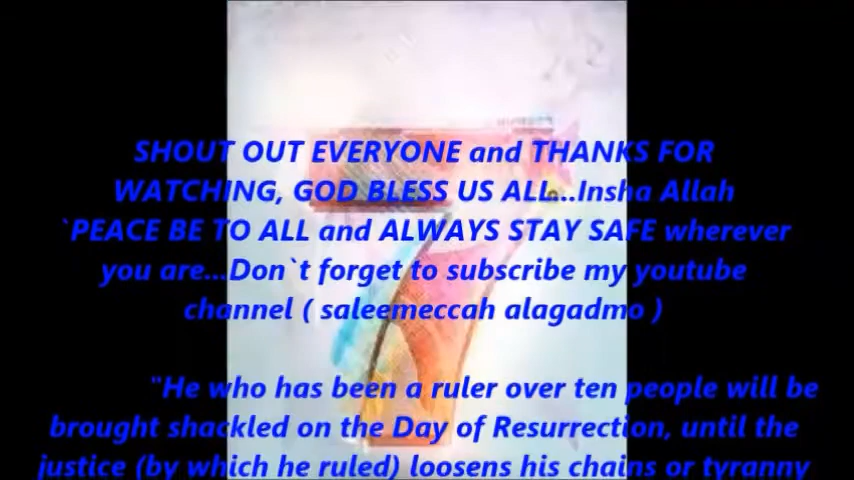 SHOUT OUT EVERYONE and THANKS FOR
WATCHING, GOD BLESS US ALL...Insha Allah
`PEACE BE TO ALL and ALWAYS STAY SAFE wherever
you are...Don`t forget to subscribe my youtube
channel ( saleemeccah alagadmo )
"He who has been a ruler over ten people will be
brought shackled on the Day of Resurrection, until the
justice (by which he ruled) loosens his chains or tyranny